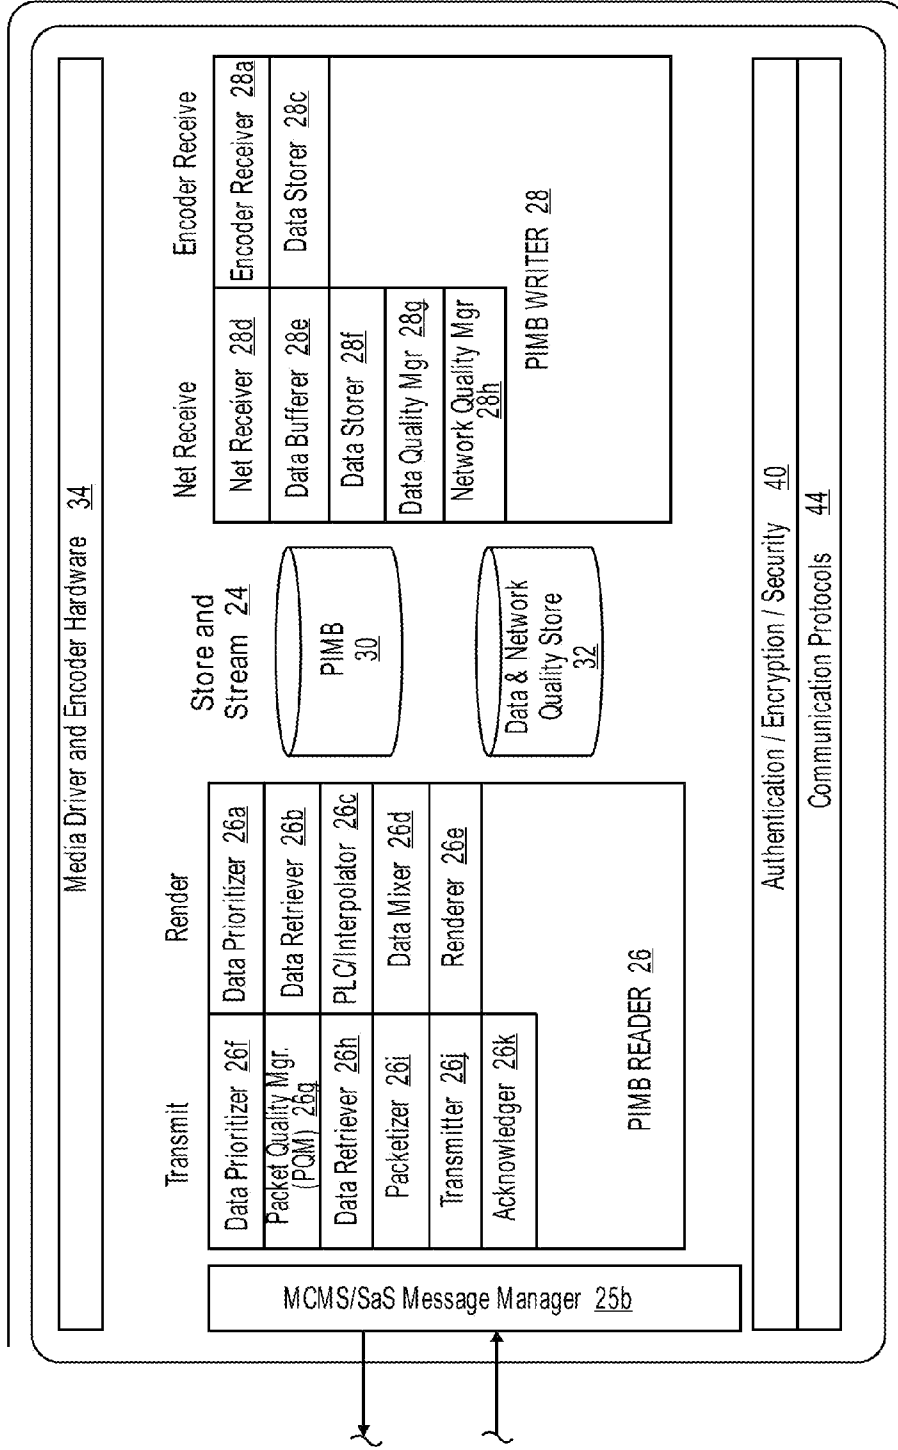 Media Driver and Encoder Hardware 34
Transmit
Render
Store and
Stream 24
Net Receive
Encoder Receive
MCMS/SaS Message Manager 25b
Data Prioritizer 26f
Packet Quality Mgr.
(PQM) 26g
Data Retriever 26h
Packetizer 26i
Transmitter 26j
Acknowledger 26k
Data Prioritizer 26a
Data Retriever 26b
PLC/Interpolator 26c
Data Mixer 26d
Renderer 26e
PIMB READER 26
PIMB
30
Data & Network
Quality Store
32
Net Receiver 28d
Data Bufferer 28e
Data Storer 28f
Data Quality Mgr 28g
Network Quality Mgr
28h
Encoder Receiver 28a
Data Storer 28c
PIMB WRITER 28
Authentication / Encryption / Security 40
Communication Protocols 44